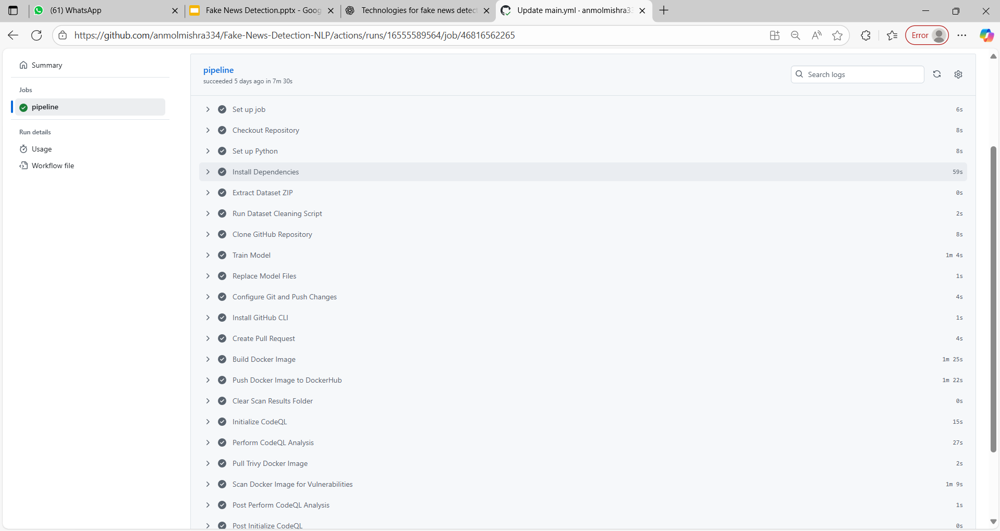 (61) WhatsApp
Fake News Detection.pptx - Goog
Technologies for fake news detec
Update main.yml · anmolmishra33
https://github.com/anmolmishra334/Fake-News-Detection-NLP/actions/runs/16555589564/job/46816562265
Error
Summary
Jobs
pipeline
Run details
Usage
Workflow file
pipeline
succeeded 5 days ago in 7m 30s
Search logs
Set up job 6s
Checkout Repository 8s
Set up Python 8s
Install Dependencies 59s
Extract Dataset ZIP 0s
Run Dataset Cleaning Script 2s
Clone GitHub Repository 8s
Train Model 1m 4s
Replace Model Files 1s
Configure Git and Push Changes 4s
Install GitHub CLI 1s
Create Pull Request 4s
Build Docker Image 1m 25s
Push Docker Image to DockerHub 1m 22s
Clear Scan Results Folder 0s
Initialize CodeQL 15s
Perform CodeQL Analysis 27s
Pull Trivy Docker Image 2s
Scan Docker Image for Vulnerabilities 1m 9s
Post Perform CodeQL Analysis 1s
Post Initialize CodeQL 0s